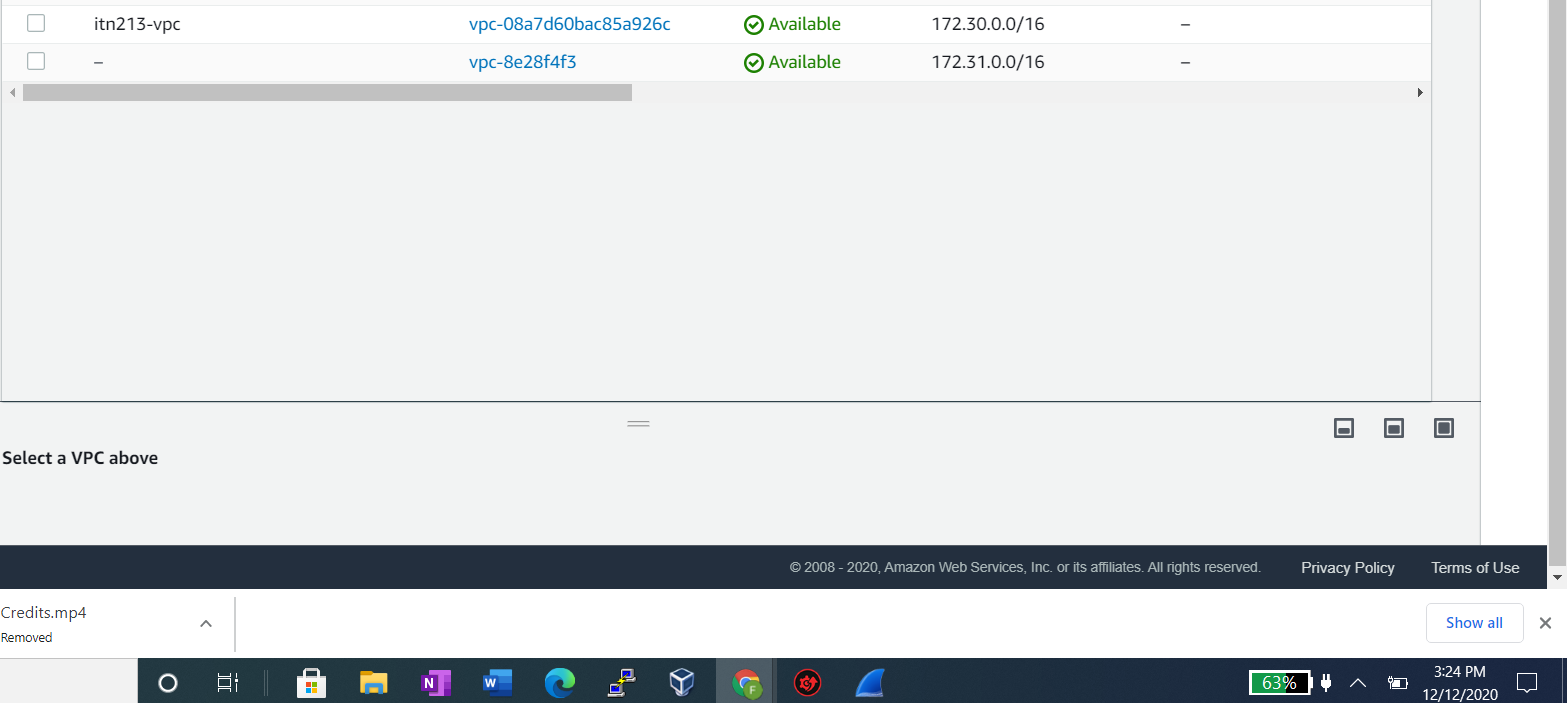 itn213-vpc vpc-08a7d60bac85a926c Available 172.30.0.0/16 –
– vpc-8e28f4f3 Available 172.31.0.0/16 –
Select a VPC above
© 2008 - 2020, Amazon Web Services, Inc. or its affiliates. All rights reserved. Privacy Policy Terms of Use
Credits.mp4
Removed
Show all
N W F 63% 3:24 PM
12/12/2020